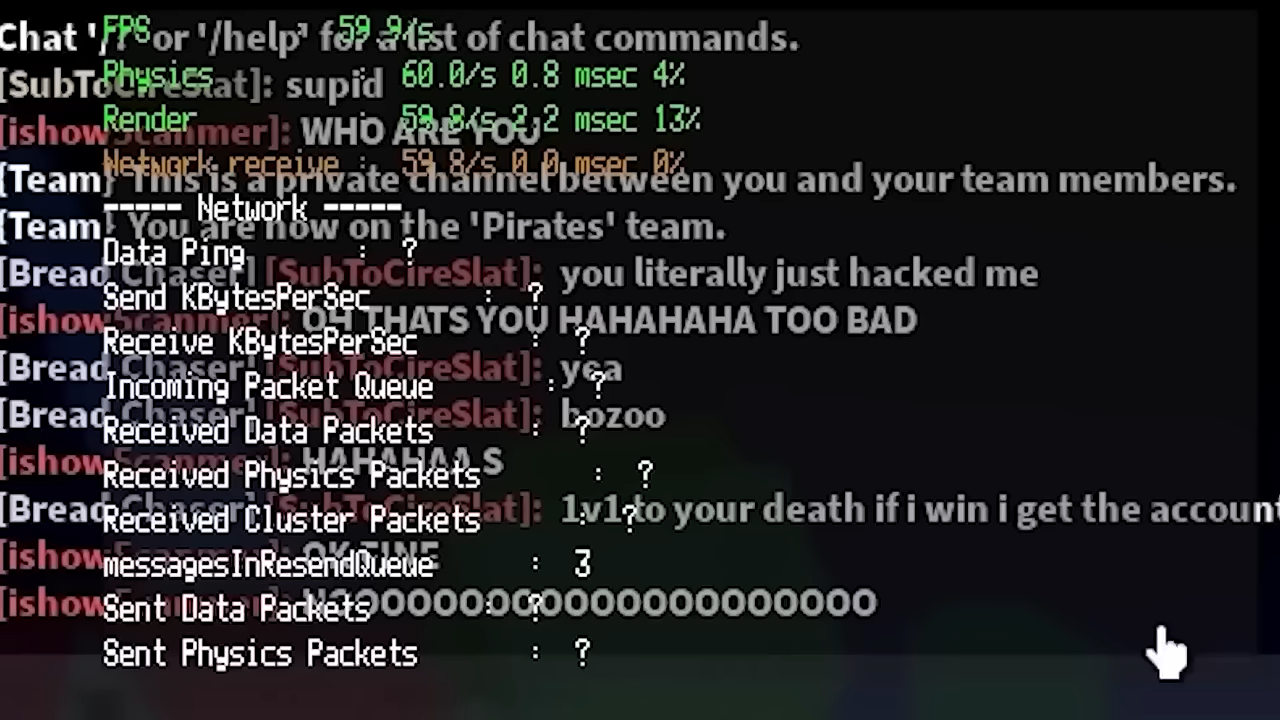 Chat '/?' or '/help' for a list of chat commands.
FPS : 59.9/s
[SubToCireSlat]: supid
Physics : 60.0/s 0.8 msec 4%
Render : 59.8/s 2.2 msec 13%
[ishowScanmer]: WHO ARE YOU
Network receive : 59.8/s 0.0 msec 0%
{Team} This is a private channel between you and your team members.
----- Network -----
{Team} You are now on the 'Pirates' team.
Data Ping : ?
[Bread Chaser] [SubToCireSlat]: you literally just hacked me
Send KBytesPerSec : ?
[ishowScanmer]: OH THATS YOU HAHAHAHA TOO BAD
Receive KBytesPerSec : ?
[Bread Chaser] [SubToCireSlat]: yea
Incoming Packet Queue : ?
[Bread Chaser] [SubToCireSlat]: bozoo
Received Data Packets : ?
[ishowScanmer]: HAHAHAA S
Received Physics Packets : ?
[Bread Chaser] [SubToCireSlat]: 1v1 to your death if i win i get the account
Received Cluster Packets : ?
[ishowScanmer]: OK FINE
messagesInResendQueue : 3
[ishowScanmer]: NOOOOOOOOOOOOOOOOOOOOOOO
Sent Data Packets : ?
Sent Physics Packets : ?